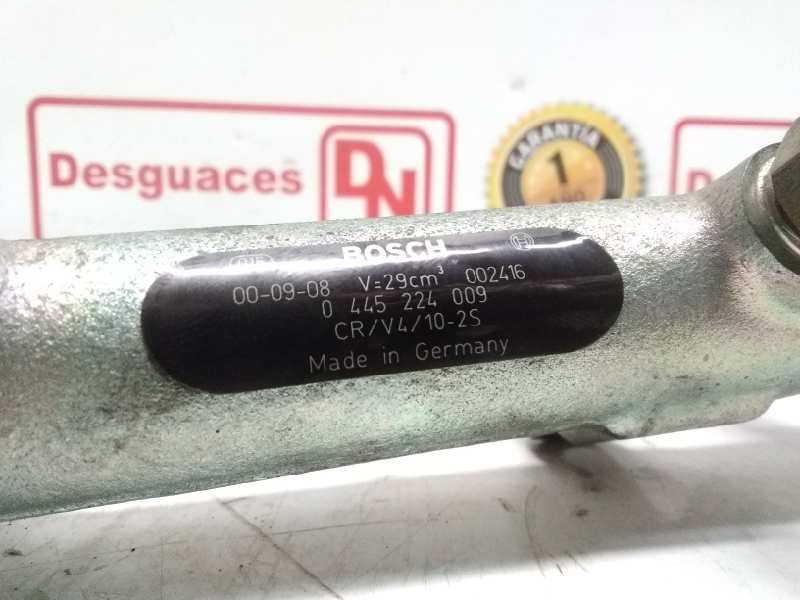 Desguaces DN
GARANTÍA
1
BOSCH
00-09-08 V=29cm³ 002416
0 445 224 009
CR/V4/10-2S
Made in Germany